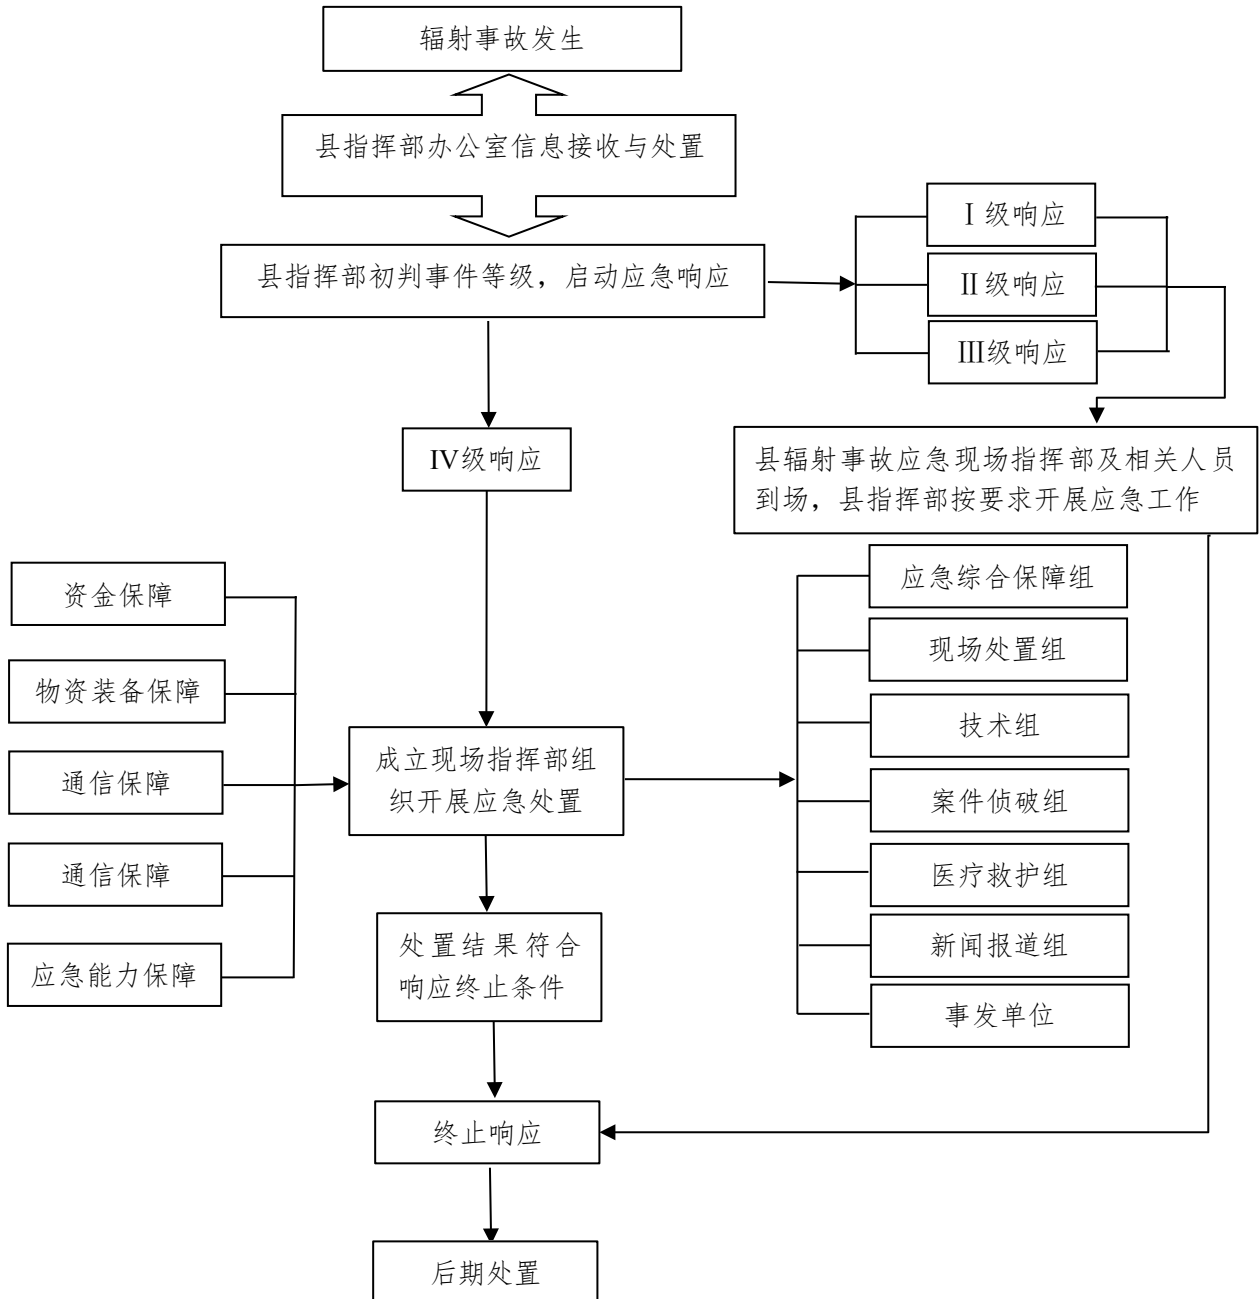 辐射事故发生
县指挥部办公室信息接收与处置
县指挥部初判事件等级，启动应急响应
Ⅰ级响应
Ⅱ级响应
Ⅲ级响应
IV级响应
县辐射事故应急现场指挥部及相关人员
到场，县指挥部按要求开展应急工作
资金保障
物资装备保障
通信保障
通信保障
应急能力保障
成立现场指挥部组
织开展应急处置
应急综合保障组
现场处置组
技术组
案件侦破组
医疗救护组
新闻报道组
事发单位
处置结果符合
响应终止条件
终止响应
后期处置